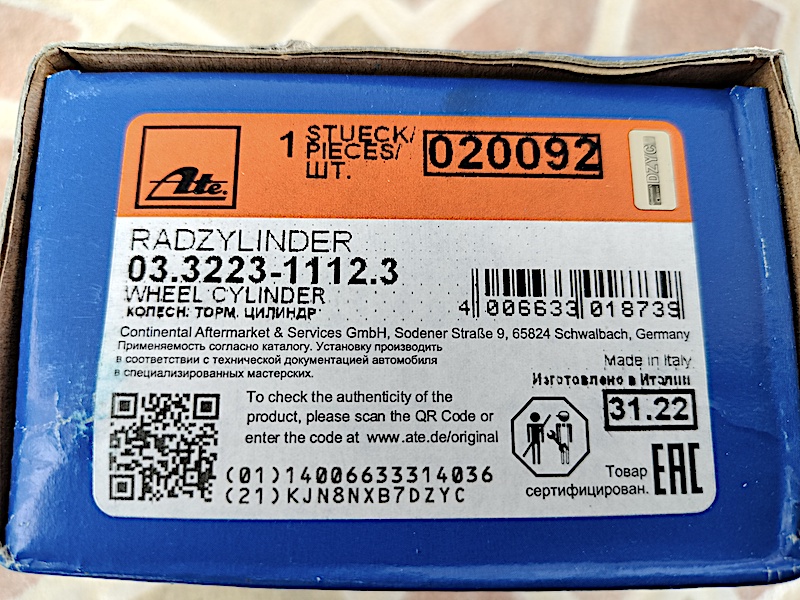 Ate
1 STUECK/
PIECES/
ШТ.
020092
DZYC
RADZYLINDER
03.3223-1112.3
WHEEL CYLINDER
КОЛЕСН. ТОРМ. ЦИЛИНДР
4 006633 018739
Continental Aftermarket & Services GmbH, Sodener Straße 9, 65824 Schwalbach, Germany
Применяемость согласно каталогу. Установку производить
в соответствии с технической документацией автомобиля
в специализированных мастерских.
Made in Italy
Изготовлено в Италии
31.22
To check the authenticity of the
product, please scan the QR Code or
enter the code at www.ate.de/original
(01)14006633314036
(21)KJN8NXB7DZYC
Товар
сертифицирован.
EAC